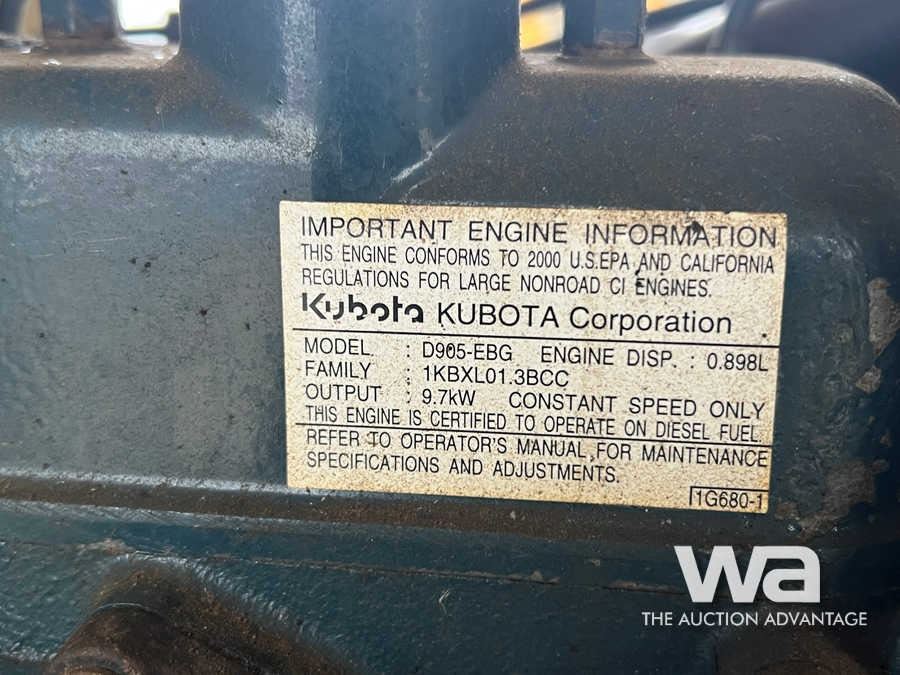 IMPORTANT ENGINE INFORMATION
THIS ENGINE CONFORMS TO 2000 U.S.EPA AND CALIFORNIA
REGULATIONS FOR LARGE NONROAD CI ENGINES.
Kubota KUBOTA Corporation
MODEL : D905-EBG ENGINE DISP. : 0.898L
FAMILY : 1KBXL01.3BCC
OUTPUT : 9.7kW CONSTANT SPEED ONLY
THIS ENGINE IS CERTIFIED TO OPERATE ON DIESEL FUEL
REFER TO OPERATOR'S MANUAL FOR MAINTENANCE
SPECIFICATIONS AND ADJUSTMENTS.
1G680-1
wa
THE AUCTION ADVANTAGE